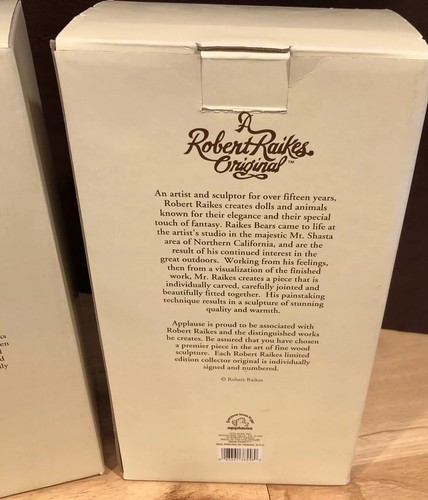 A
Robert Raikes
Original ™
An artist and sculptor for over fifteen years,
Robert Raikes creates dolls and animals
known for their elegance and their special
touch of fantasy. Raikes Bears came to life at
the artist's studio in the majestic Mt. Shasta
area of Northern California, and are the
result of his continued interest in the
great outdoors. Working from his feelings,
then from a visualization of the finished
work, Mr. Raikes creates a piece that is
individually carved, carefully jointed and
beautifully fitted together. His painstaking
technique results in a sculpture of stunning
quality and warmth.
Applause is proud to be associated with
Robert Raikes and the distinguished works
he creates. Be assured that you have chosen
a premier piece in the art of fine wood
sculpture. Each Robert Raikes limited
edition collector original is individually
signed and numbered.
© Robert Raikes
applause